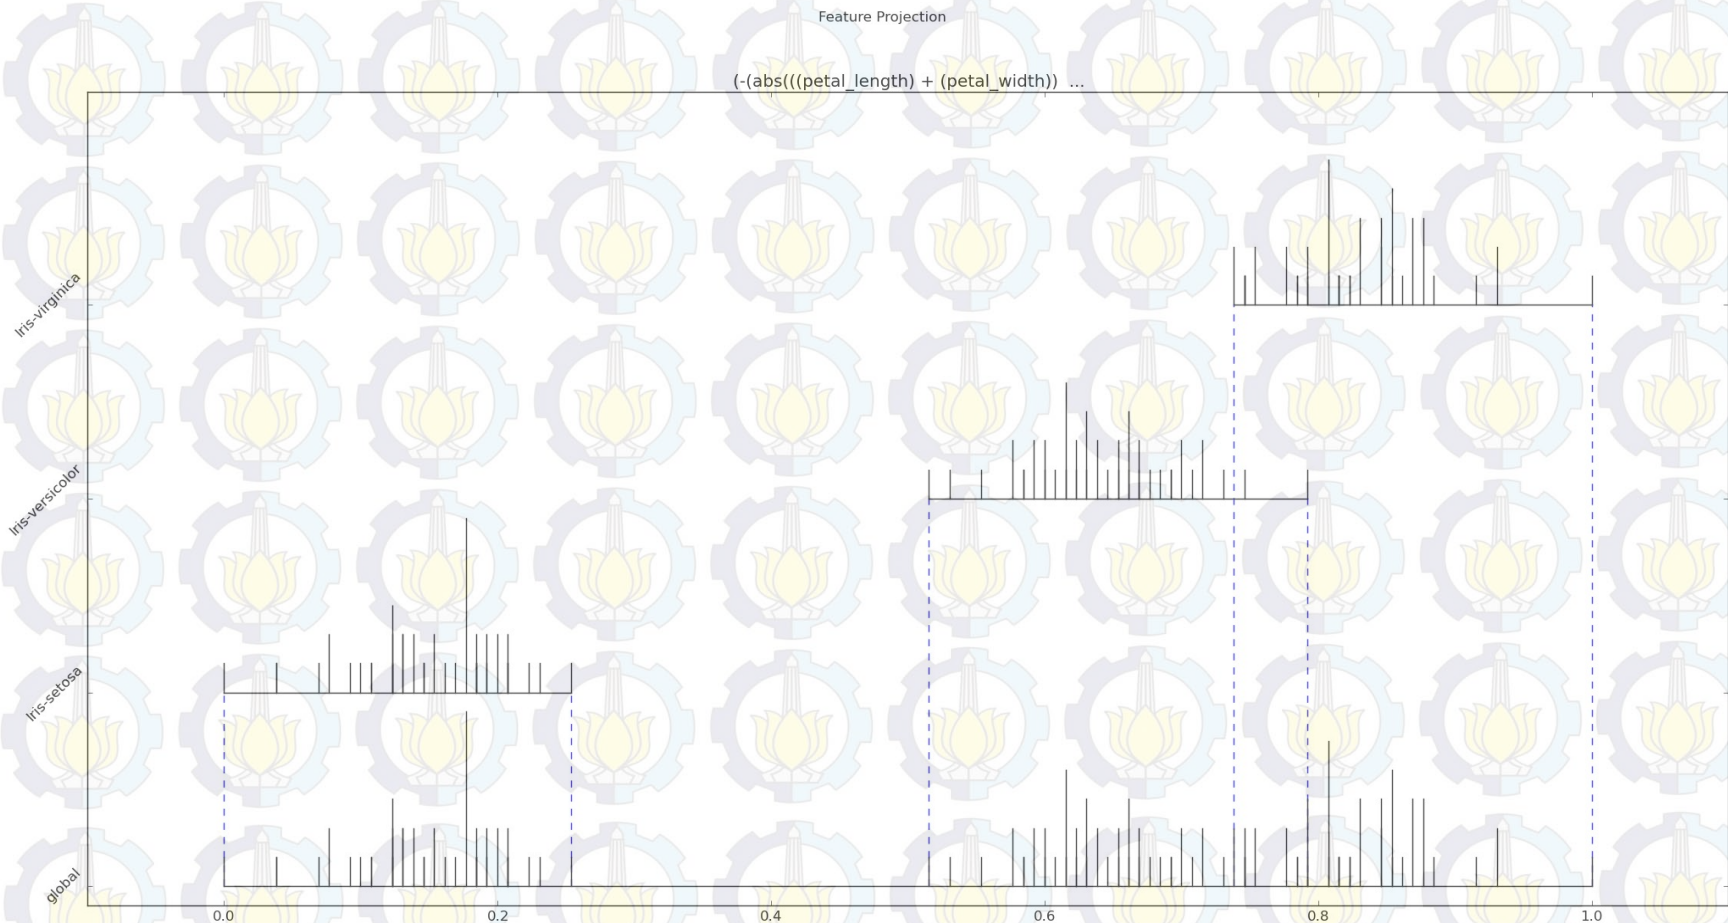 Feature Projection
(-(abs(((petal_length) + (petal_width))  ...
Iris-virginica
Iris-versicolor
Iris-setosa
global
0.0 0.2 0.4 0.6 0.8 1.0